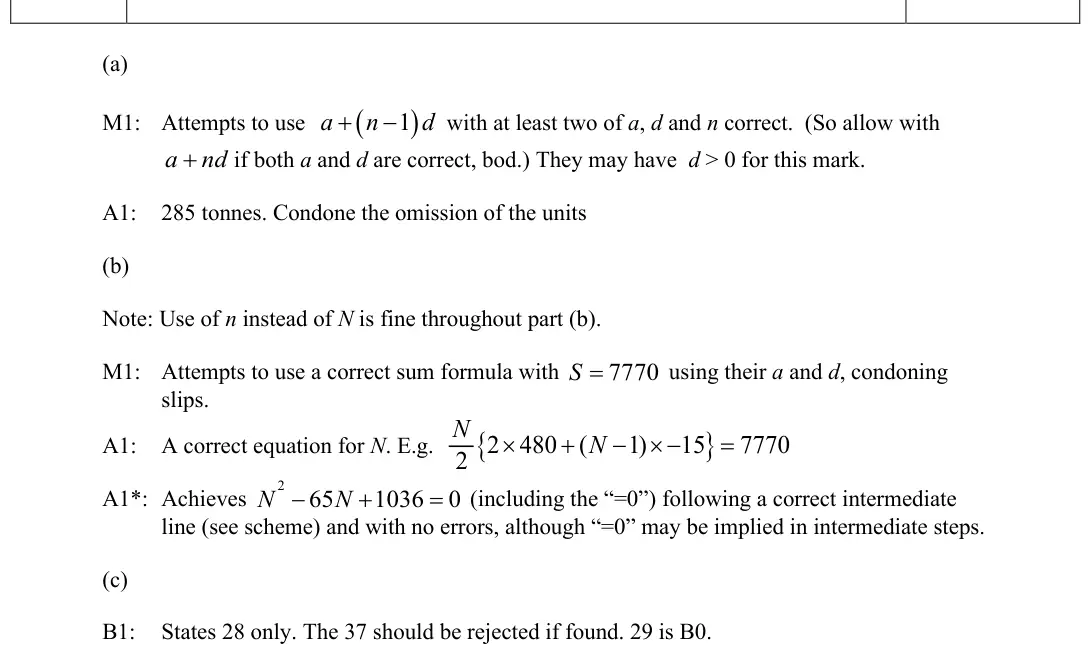 (a)
M1: Attempts to use a + (n − 1)d with at least two of a, d and n correct. (So allow with
a + nd if both a and d are correct, bod.) They may have d > 0 for this mark.
A1: 285 tonnes. Condone the omission of the units
(b)
Note: Use of n instead of N is fine throughout part (b).
M1: Attempts to use a correct sum formula with S = 7770 using their a and d, condoning
slips.
A1: A correct equation for N. E.g. N/2 {2 × 480 + (N − 1) × −15} = 7770
A1*: Achieves N² − 65N + 1036 = 0 (including the “=0”) following a correct intermediate
line (see scheme) and with no errors, although “=0” may be implied in intermediate steps.
(c)
B1: States 28 only. The 37 should be rejected if found. 29 is B0.